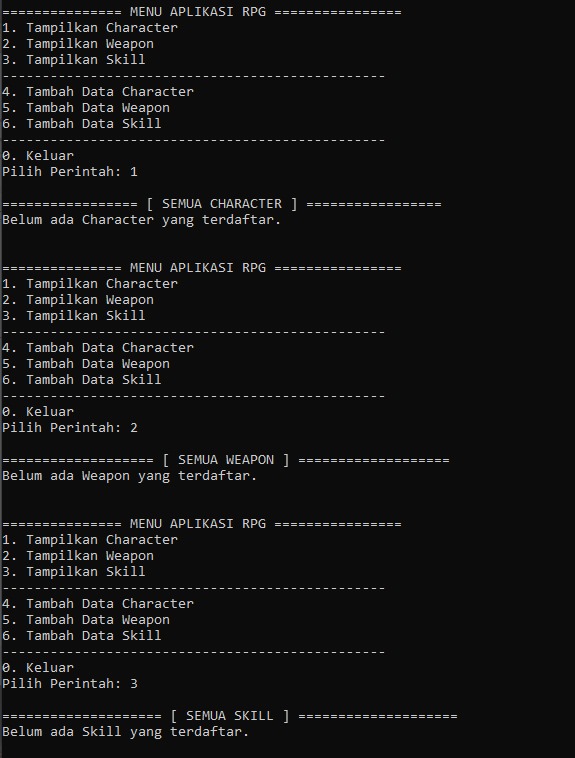 =============== MENU APLIKASI RPG ================
1. Tampilkan Character
2. Tampilkan Weapon
3. Tampilkan Skill
------------------------------------------------
4. Tambah Data Character
5. Tambah Data Weapon
6. Tambah Data Skill
------------------------------------------------
0. Keluar
Pilih Perintah: 1
================= [ SEMUA CHARACTER ] =================
Belum ada Character yang terdaftar.
=============== MENU APLIKASI RPG ================
1. Tampilkan Character
2. Tampilkan Weapon
3. Tampilkan Skill
------------------------------------------------
4. Tambah Data Character
5. Tambah Data Weapon
6. Tambah Data Skill
------------------------------------------------
0. Keluar
Pilih Perintah: 2
=================== [ SEMUA WEAPON ] ===================
Belum ada Weapon yang terdaftar.
=============== MENU APLIKASI RPG ================
1. Tampilkan Character
2. Tampilkan Weapon
3. Tampilkan Skill
------------------------------------------------
4. Tambah Data Character
5. Tambah Data Weapon
6. Tambah Data Skill
------------------------------------------------
0. Keluar
Pilih Perintah: 3
==================== [ SEMUA SKILL ] ====================
Belum ada Skill yang terdaftar.